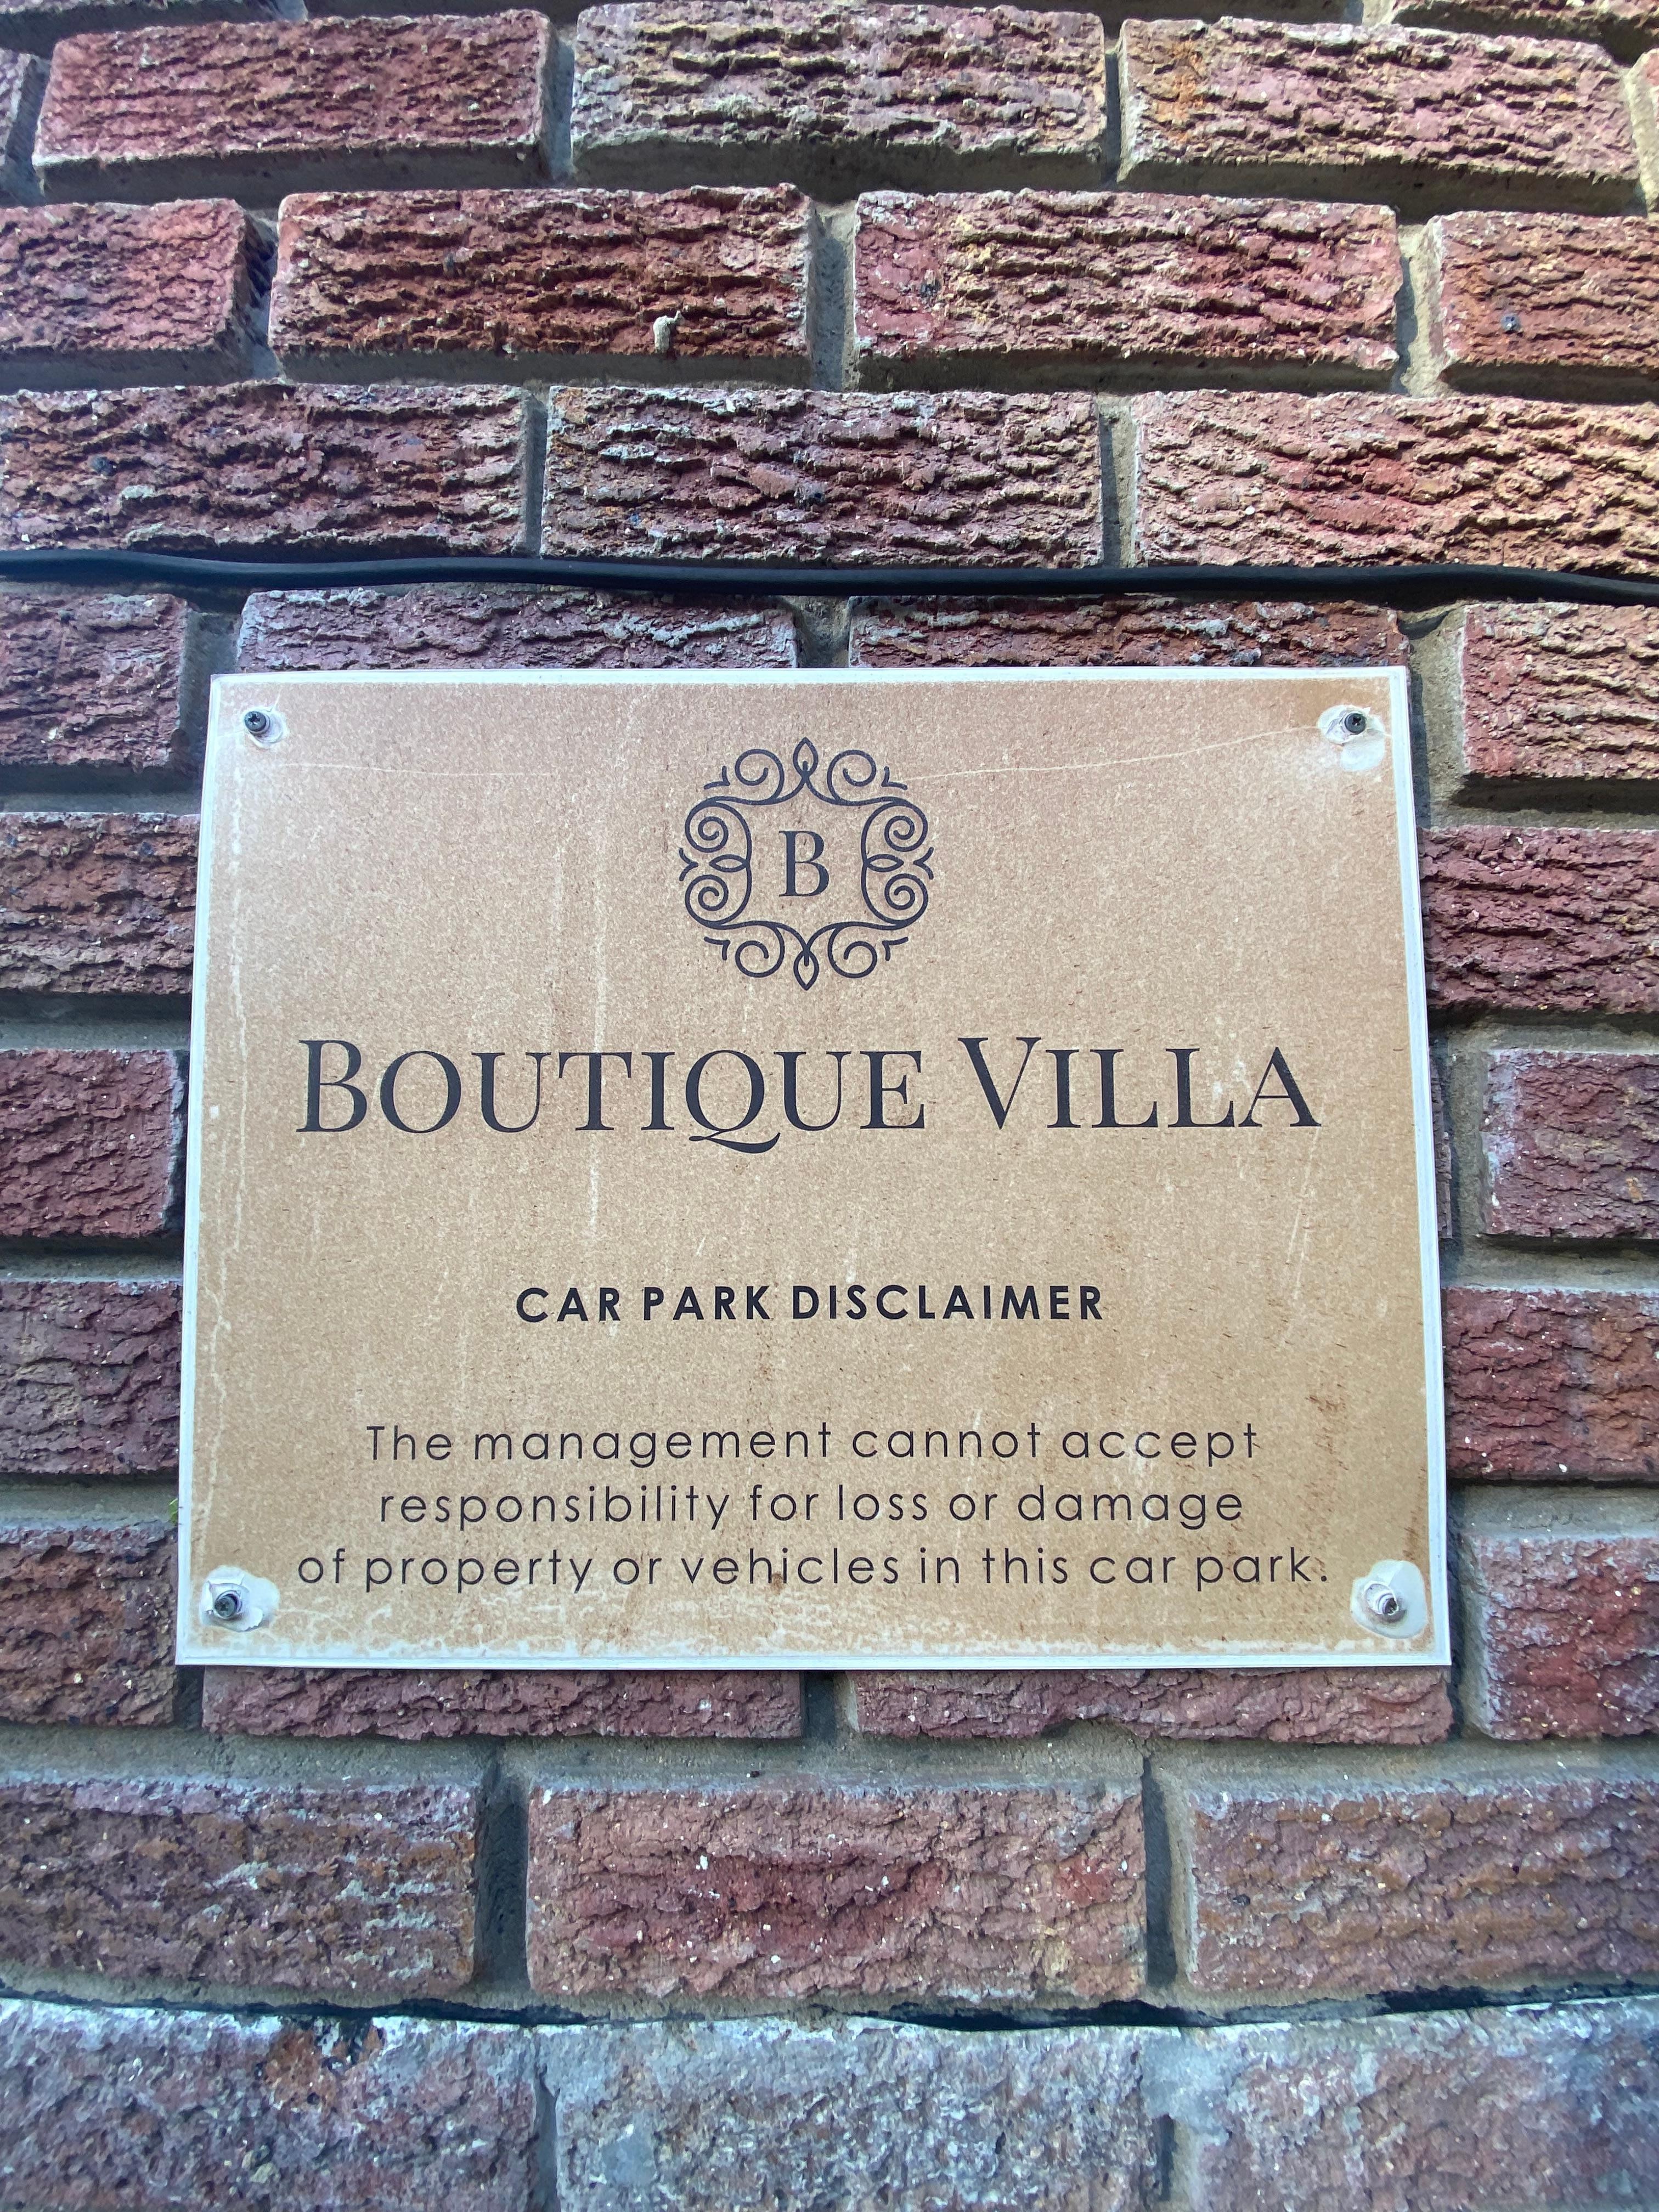 B
BOUTIQUE VILLA
CAR PARK DISCLAIMER
The management cannot accept
responsibility for loss or damage
of property or vehicles in this car park.